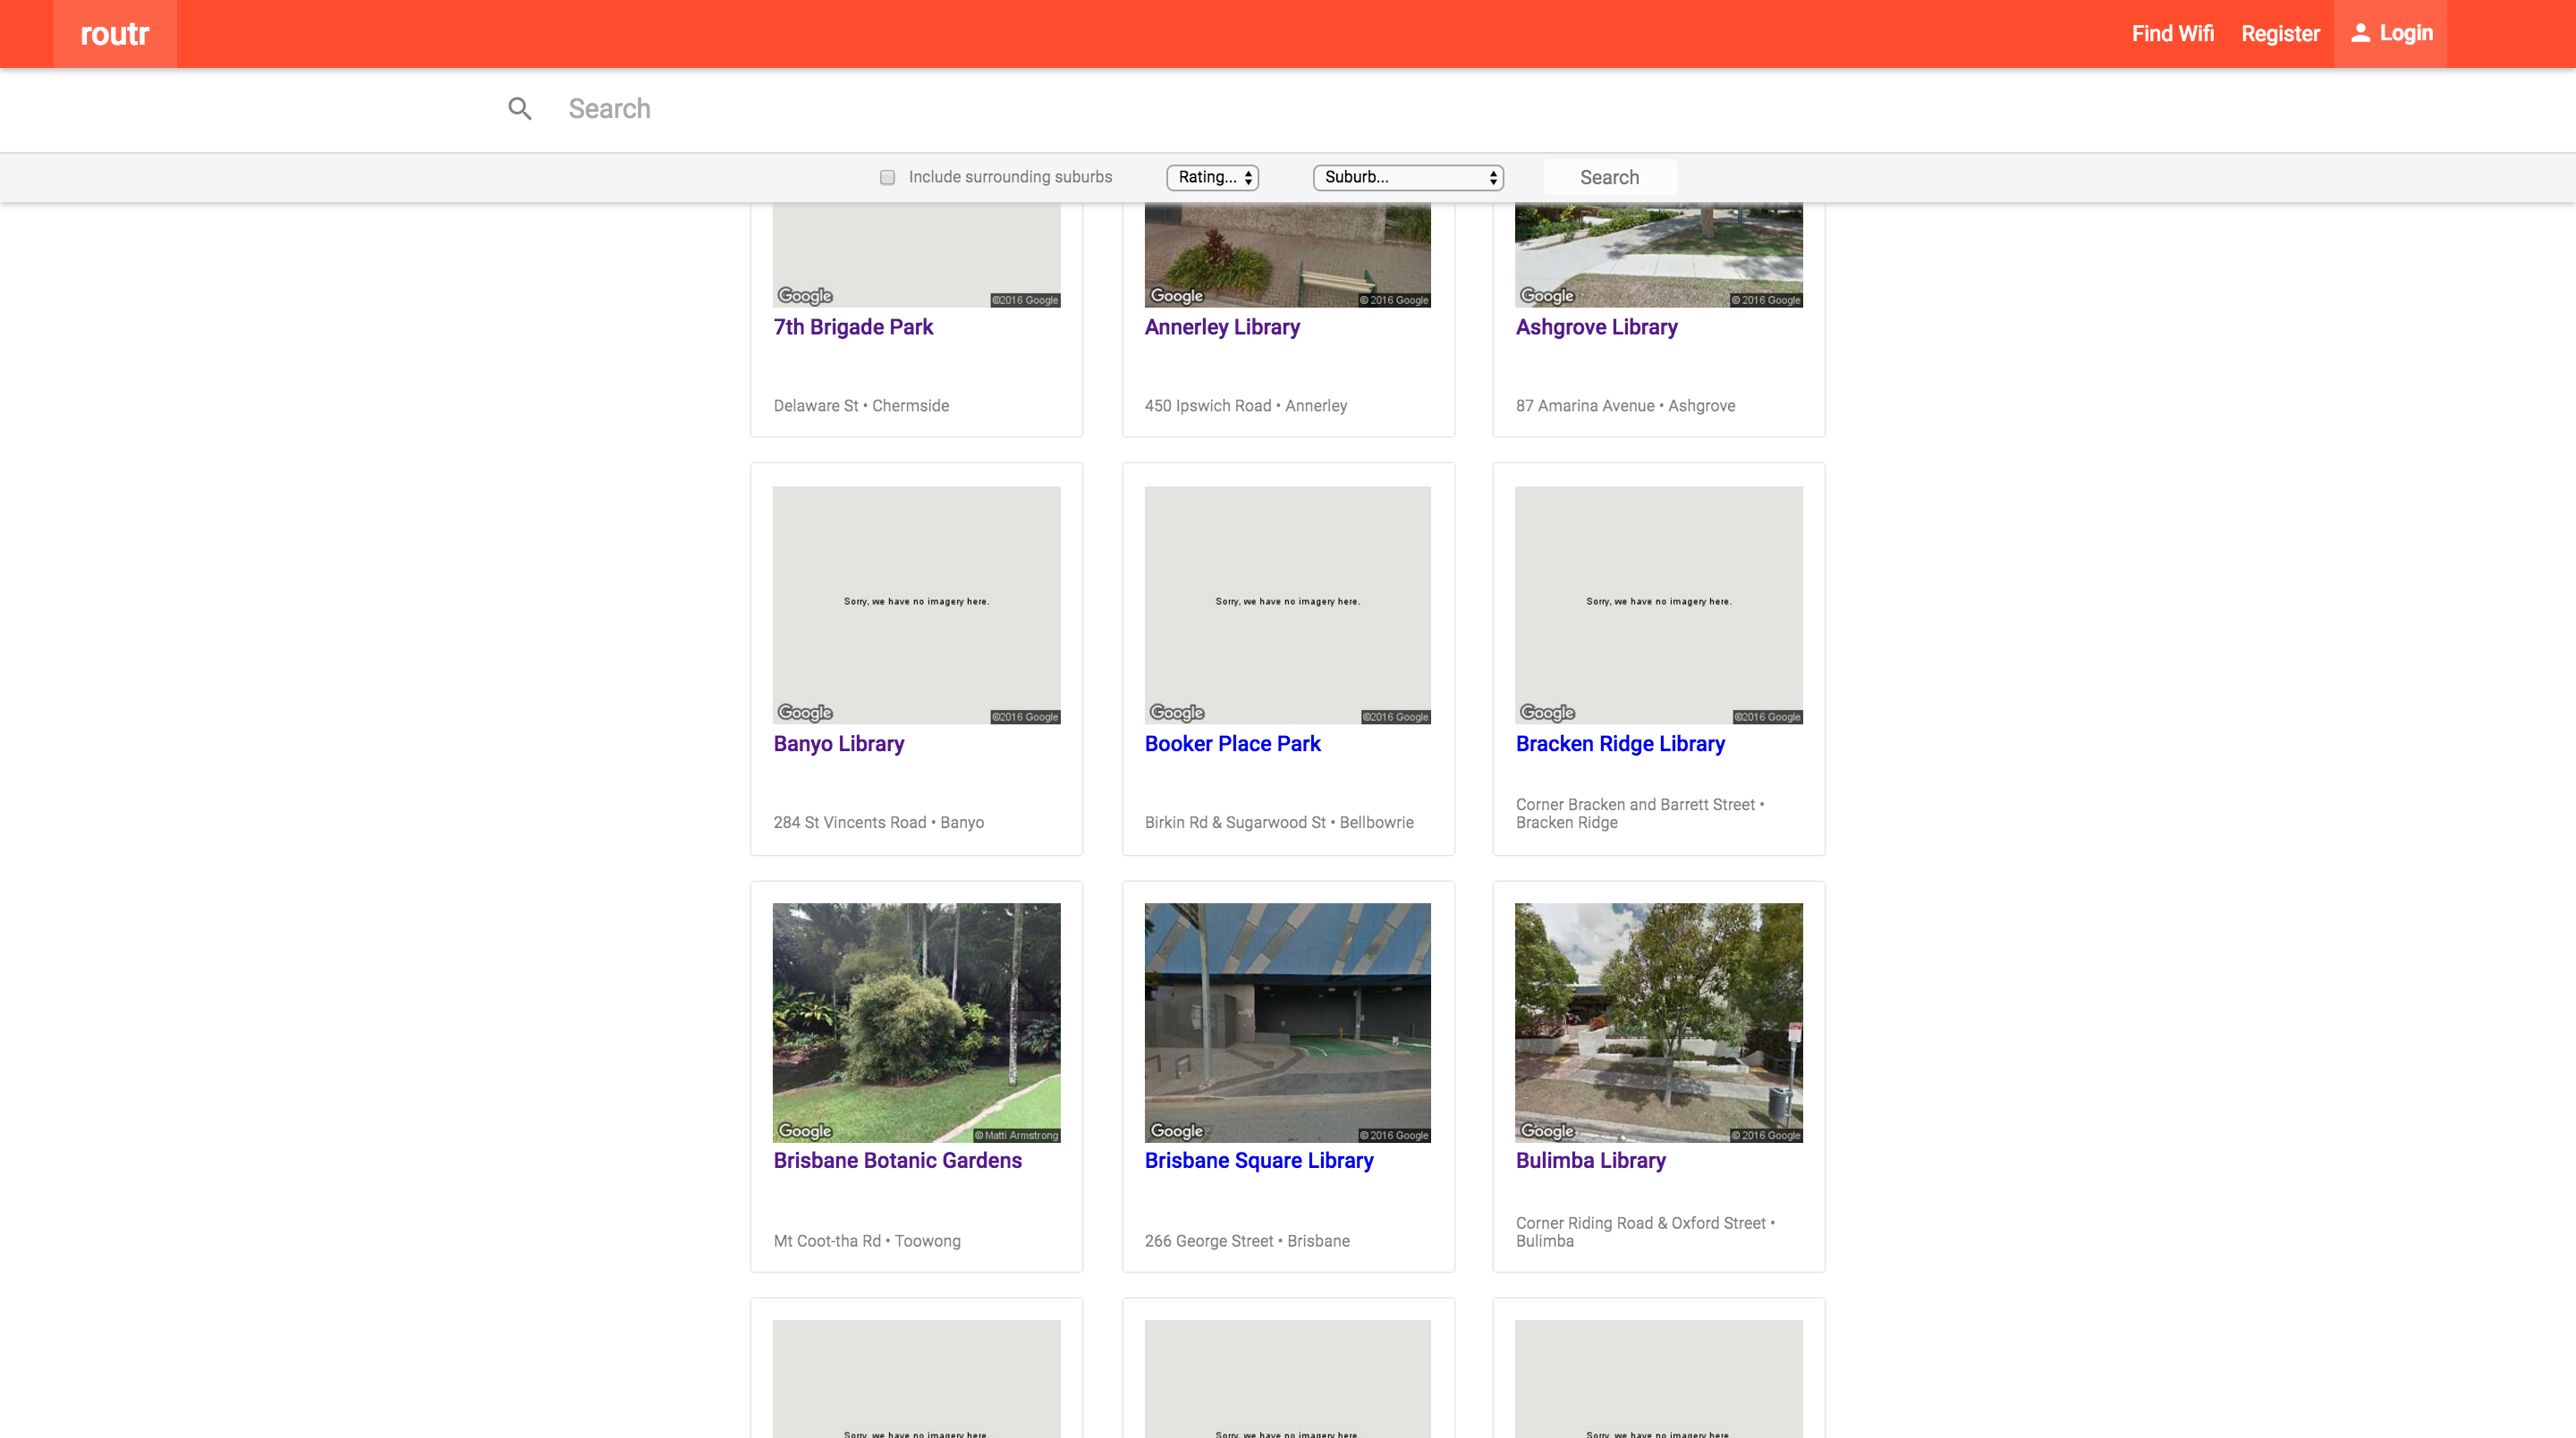 routr
Find Wifi
Register
Login
Search
Include surrounding suburbs
Rating...
Suburb...
Search
Google
©2016 Google
Google
© 2016 Google
Google
© 2016 Google
7th Brigade Park
Annerley Library
Ashgrove Library
Delaware St • Chermside
450 Ipswich Road • Annerley
87 Amarina Avenue • Ashgrove
Sorry, we have no imagery here.
Sorry, we have no imagery here.
Sorry, we have no imagery here.
Google
©2016 Google
Google
©2016 Google
Google
©2016 Google
Banyo Library
Booker Place Park
Bracken Ridge Library
284 St Vincents Road • Banyo
Birkin Rd & Sugarwood St • Bellbowrie
Corner Bracken and Barrett Street •
Bracken Ridge
Google
© Matti Armstrong
Google
© 2016 Google
Google
© 2016 Google
Brisbane Botanic Gardens
Brisbane Square Library
Bulimba Library
Mt Coot-tha Rd • Toowong
266 George Street • Brisbane
Corner Riding Road & Oxford Street •
Bulimba
Sorry, we have no imagery here.
Sorry, we have no imagery here.
Sorry, we have no imagery here.